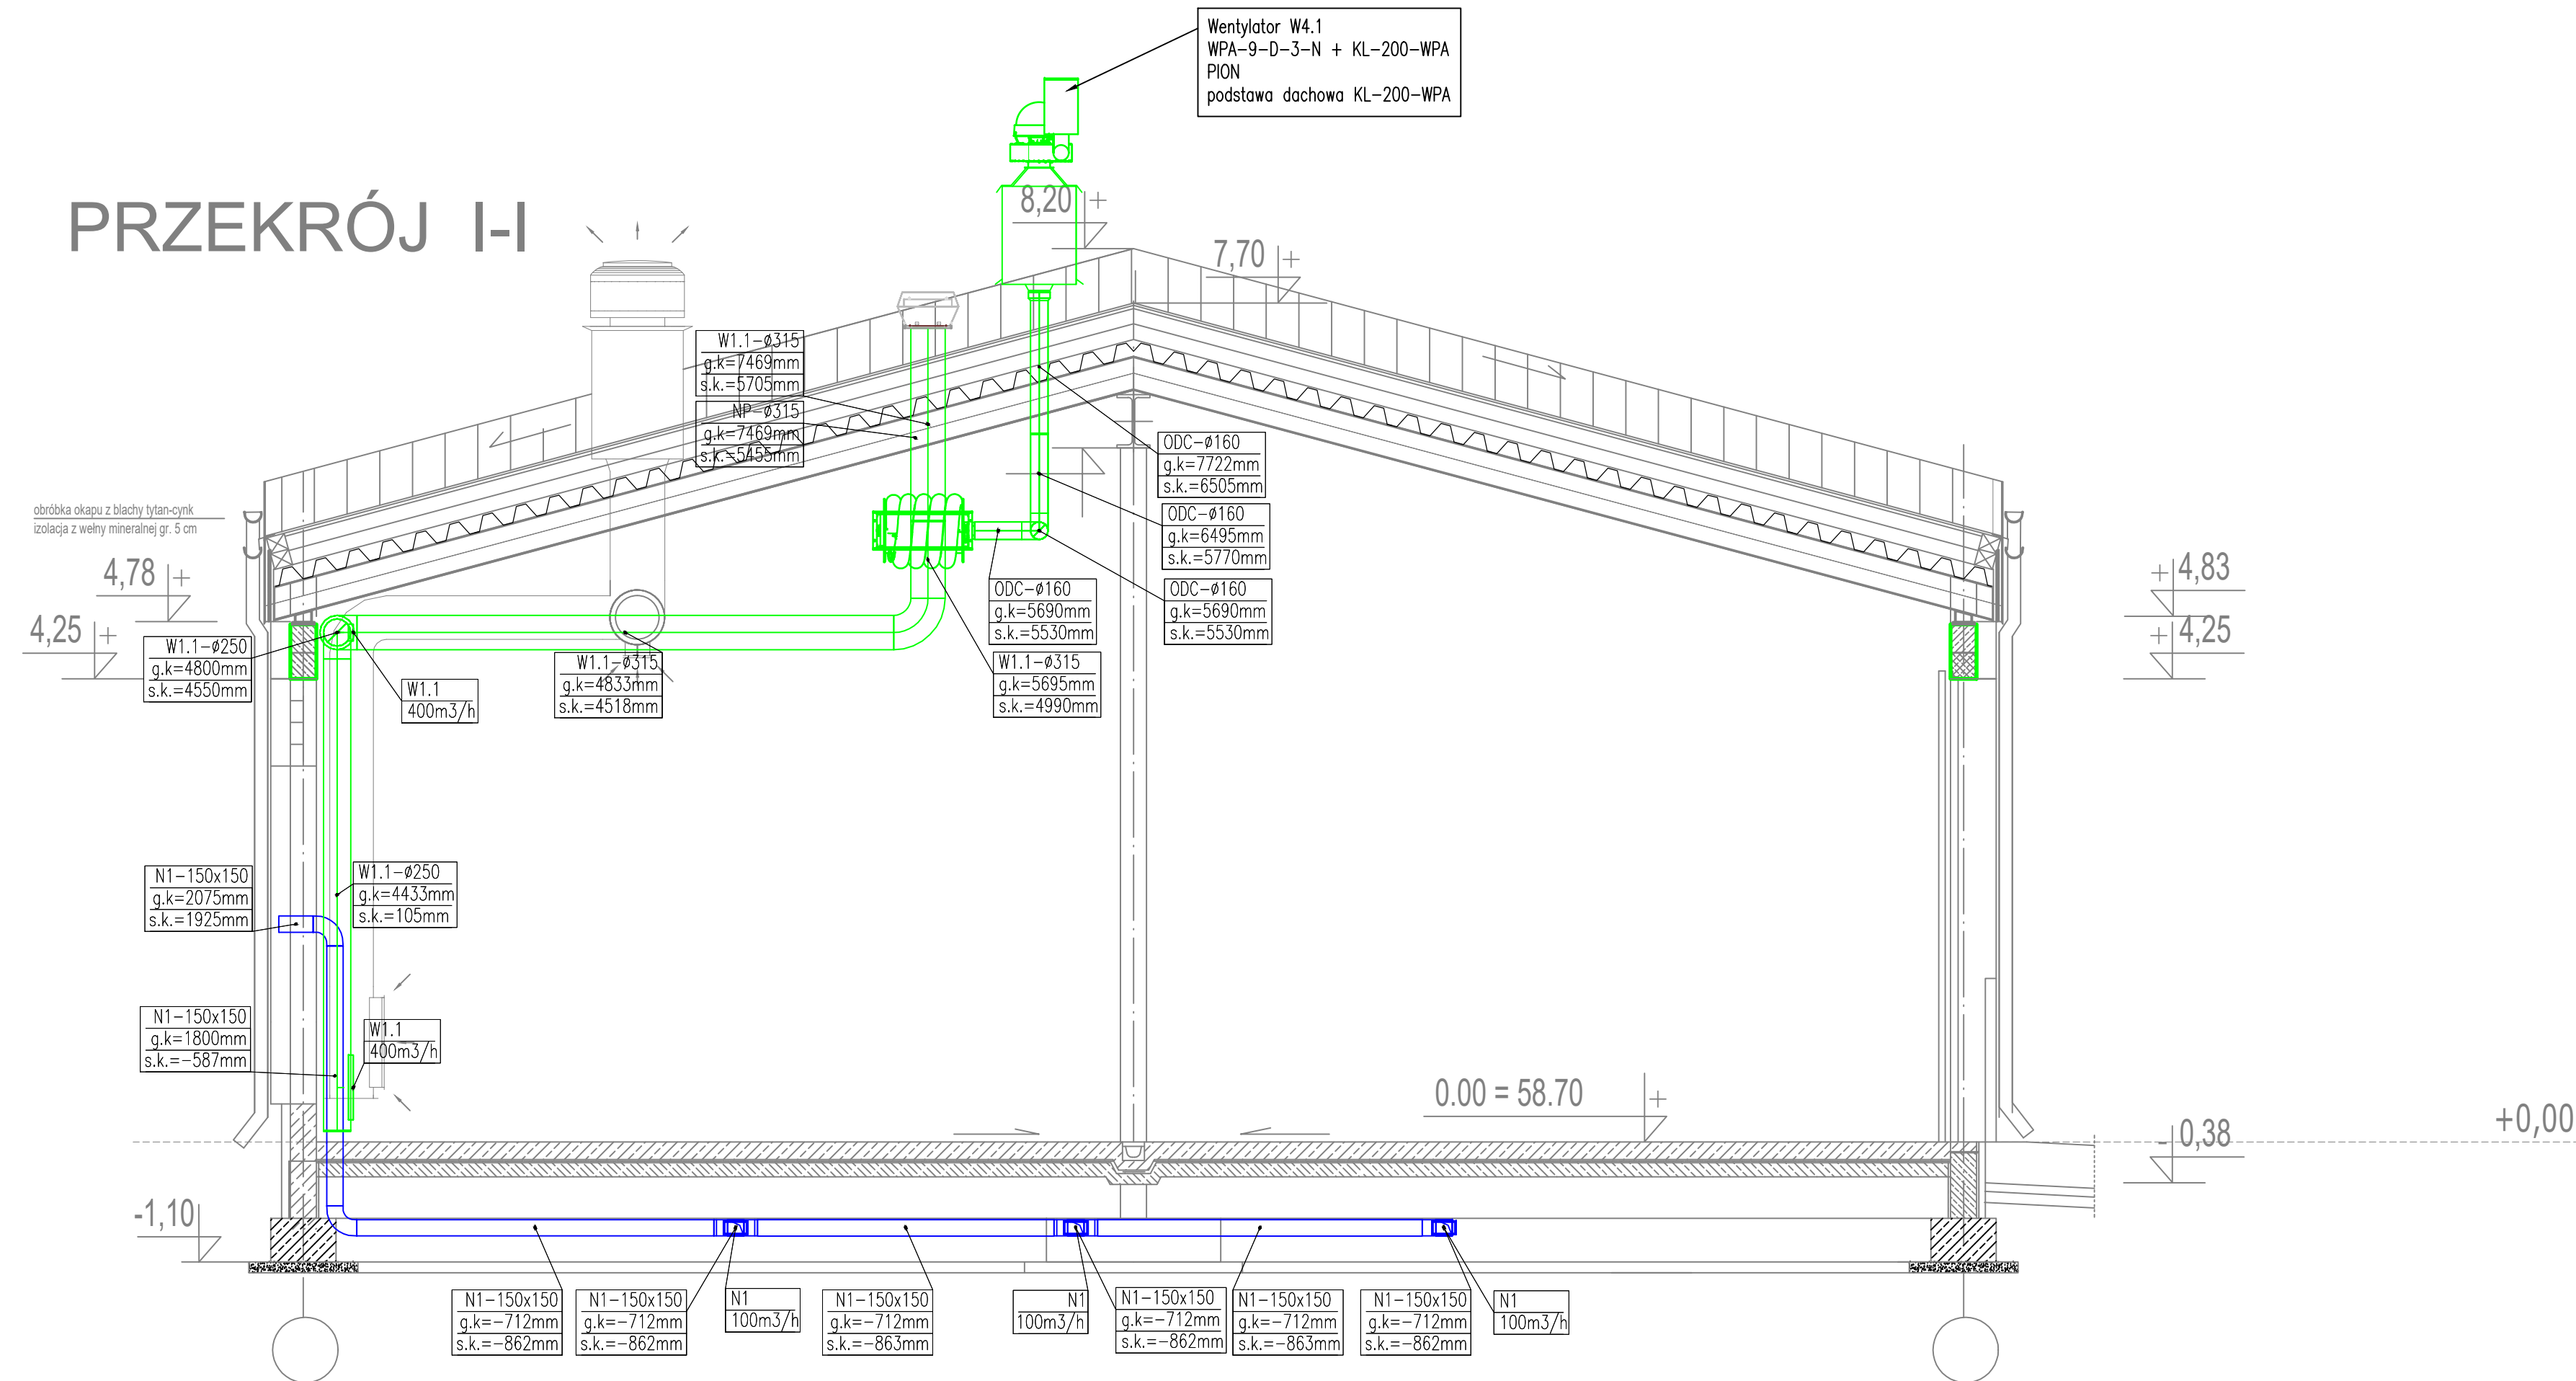 Wentylator W4.1
WPA-9-D-3-N + KL-200-WPA
PION
podstawa dachowa KL-200-WPA
PRZEKRÓJ I-I
8,20 +
7,70 +
W1.1-ø315
g.k=7469mm
s.k.=5705mm
NP-ø315
g.k=7469mm
s.k.=5455mm
ODC-ø160
g.k=7722mm
s.k.=6505mm
ODC-ø160
g.k=6495mm
s.k.=5770mm
obróbka okapu z blachy tytan-cynk
izolacja z wełny mineralnej gr. 5 cm
4,78 +
4,25 +
+ 4,83
+ 4,25
ODC-ø160
g.k=5690mm
s.k.=5530mm
ODC-ø160
g.k=5690mm
s.k.=5530mm
W1.1-ø250
g.k=4800mm
s.k.=4550mm
W1.1
400m3/h
W1.1-ø315
g.k=4833mm
s.k.=4518mm
W1.1-ø315
g.k=5695mm
s.k.=4990mm
N1-150x150
g.k=2075mm
s.k.=1925mm
W1.1-ø250
g.k=4433mm
s.k.=105mm
N1-150x150
g.k=1800mm
s.k.=-587mm
W1.1
400m3/h
0.00 = 58.70 +
+0,00
- 0,38
-1,10
N1-150x150
g.k=-712mm
s.k.=-862mm
N1-150x150
g.k=-712mm
s.k.=-862mm
N1
100m3/h
N1-150x150
g.k=-712mm
s.k.=-863mm
N1
100m3/h
N1-150x150
g.k=-712mm
s.k.=-862mm
N1-150x150
g.k=-712mm
s.k.=-863mm
N1-150x150
g.k=-712mm
s.k.=-862mm
N1
100m3/h